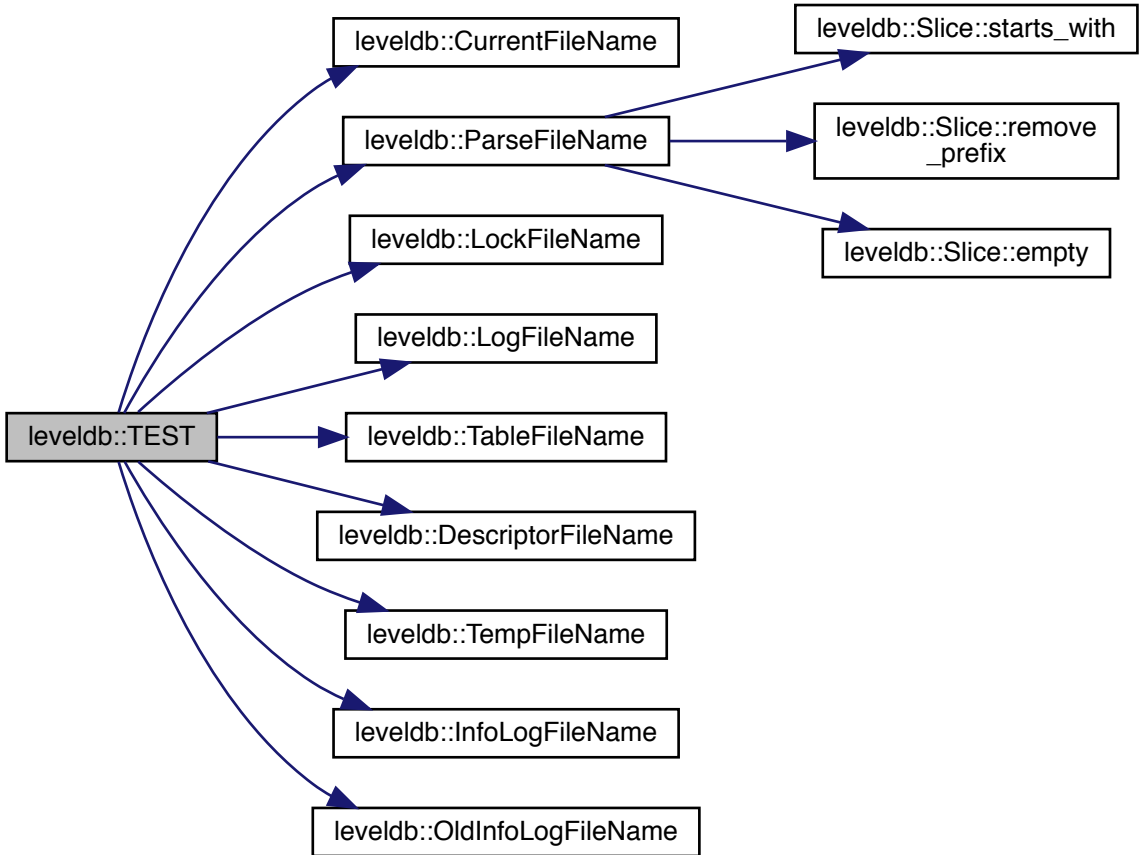 leveldb::TEST
leveldb::CurrentFileName
leveldb::ParseFileName
leveldb::LockFileName
leveldb::LogFileName
leveldb::TableFileName
leveldb::DescriptorFileName
leveldb::TempFileName
leveldb::InfoLogFileName
leveldb::OldInfoLogFileName
leveldb::Slice::starts_with
leveldb::Slice::remove
_prefix
leveldb::Slice::empty